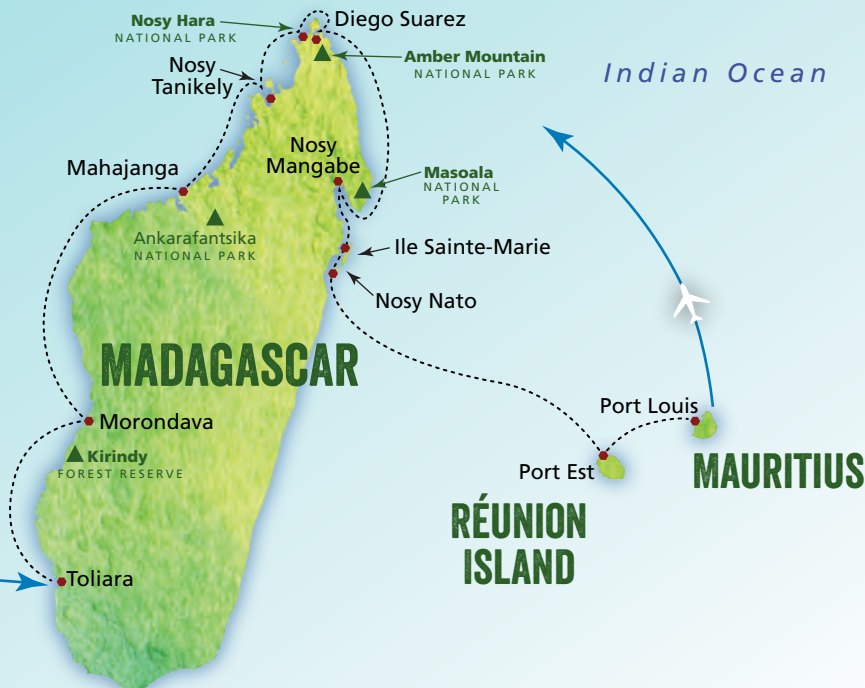 Diego Suarez
Nosy Hara
NATIONAL PARK
Amber Mountain
NATIONAL PARK
Indian Ocean
Nosy
Tanikely
Nosy
Mangabe
Mahajanga
Masoala
NATIONAL
PARK
Ankarafantsika
NATIONAL PARK
Ile Sainte-Marie
Nosy Nato
MADAGASCAR
Port Louis
Morondava
Kirindy
FOREST RESERVE
Port Est
MAURITIUS
RÉUNION
ISLAND
Toliara